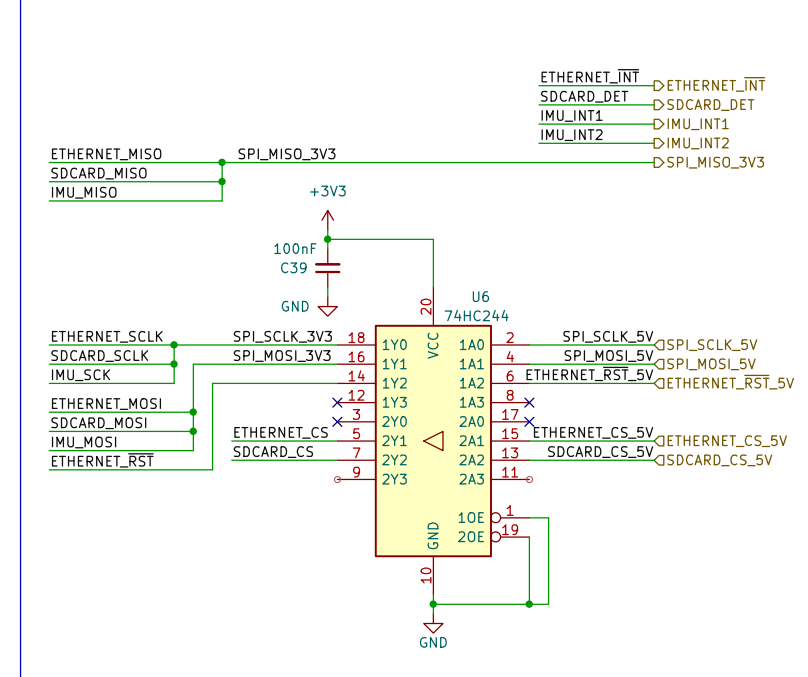 ETHERNET_INT ETHERNET_INT
SDCARD_DET SDCARD_DET
IMU_INT1 IMU_INT1
IMU_INT2 IMU_INT2
ETHERNET_MISO SPI_MISO_3V3 SPI_MISO_3V3
SDCARD_MISO
IMU_MISO
+3V3
100nF
C39
GND
20
U6
74HC244
VCC
ETHERNET_SCLK SPI_SCLK_3V3 18 1Y0 1A0 2 SPI_SCLK_5V SPI_SCLK_5V
SDCARD_SCLK SPI_MOSI_3V3 16 1Y1 1A1 4 SPI_MOSI_5V SPI_MOSI_5V
IMU_SCK 14 1Y2 1A2 6 ETHERNET_RST_5V ETHERNET_RST_5V
ETHERNET_MOSI 12 1Y3 1A3 8
SDCARD_MOSI 3 2Y0 2A0 17
IMU_MOSI ETHERNET_CS 5 2Y1 2A1 15 ETHERNET_CS_5V ETHERNET_CS_5V
ETHERNET_RST SDCARD_CS 7 2Y2 2A2 13 SDCARD_CS_5V SDCARD_CS_5V
9 2Y3 2A3 11
1OE 1
2OE 19
GND
10
GND